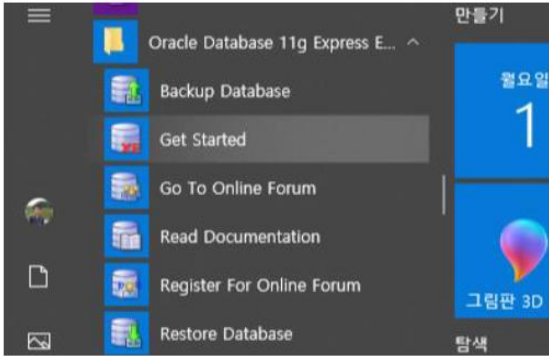 Oracle Database 11g Express E...
Backup Database
Get Started
Go To Online Forum
Read Documentation
Register For Online Forum
Restore Database
만들기
월요일
1
그림판 3D
탐색